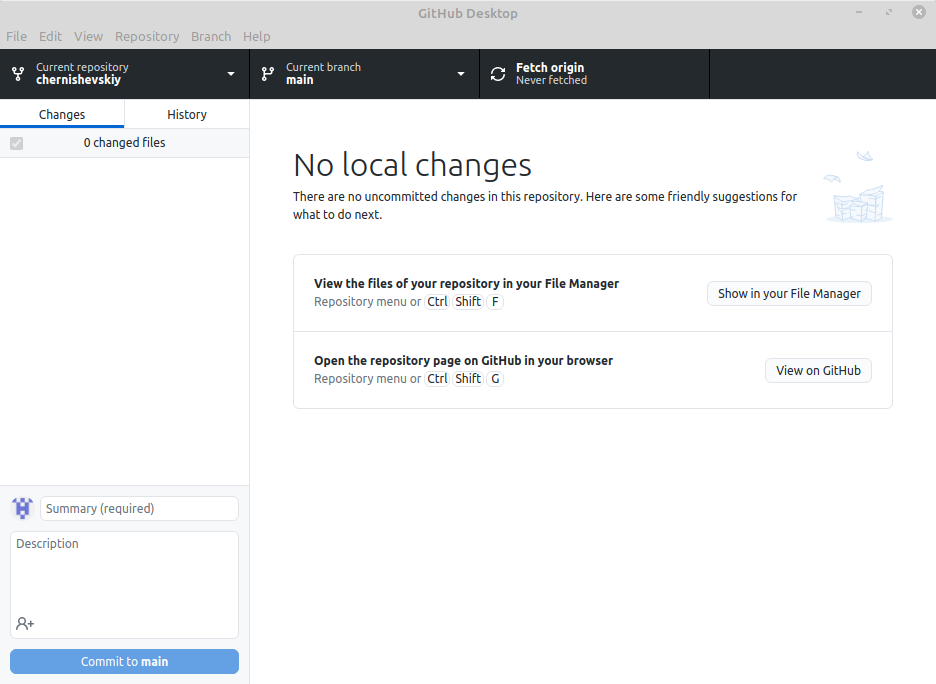 GitHub Desktop
File Edit View Repository Branch Help
Current repository
chernishevskiy
Current branch
main
Fetch origin
Never fetched
Changes
History
0 changed files
No local changes
There are no uncommitted changes in this repository. Here are some friendly suggestions for
what to do next.
View the files of your repository in your File Manager
Repository menu or Ctrl Shift F
Show in your File Manager
Open the repository page on GitHub in your browser
Repository menu or Ctrl Shift G
View on GitHub
Summary (required)
Description
Commit to main